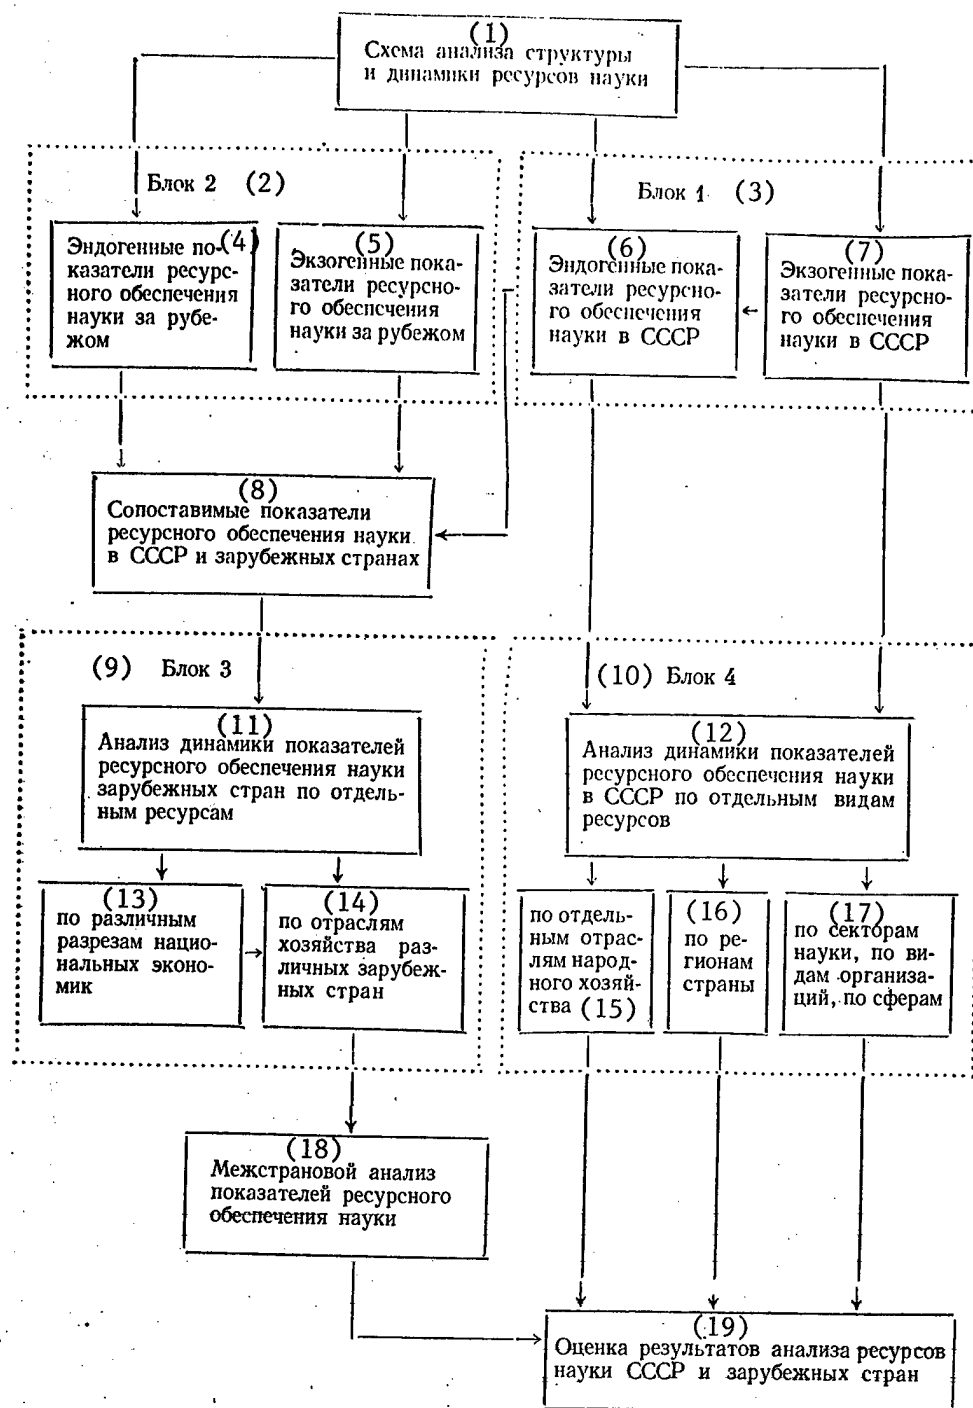 (1)
Схема анализа структуры
и динамики ресурсов науки
Блок 2 (2)
Блок 1 (3)
Эндогенные по- (4)
казатели ресурс-
ного обеспечения
науки за рубе-
жом
(5)
Экзогенные пока-
затели ресурсно-
го обеспечения
науки за рубежом
(6)
Эндогенные пока-
затели ресурсно-
го обеспечения
науки в СССР
(7)
Экзогенные пока-
затели ресурсно-
го обеспечения
науки в СССР
(8)
Сопоставимые показатели
ресурсного обеспечения науки
в СССР и зарубежных странах
(9) Блок 3
(10) Блок 4
(11)
Анализ динамики показателей
ресурсного обеспечения науки
зарубежных стран по отдель-
ным ресурсам
(12)
Анализ динамики показателей
ресурсного обеспечения науки
в СССР по отдельным видам
ресурсов
(13)
по различным
разрезам нацио-
нальных эконо-
мик
(14)
по отраслям
хозяйства раз-
личных зарубеж-
ных стран
по отдель-
ным отрас-
лям народ-
ного хозяй-
ства (15)
(16)
по ре-
гионам
страны
(17)
по секторам
науки, по ви-
дам организа-
ций, по сферам
(18)
Межстрановой анализ
показателей ресурсного
обеспечения науки
(19)
Оценка результатов анализа ресурсов
науки СССР и зарубежных стран